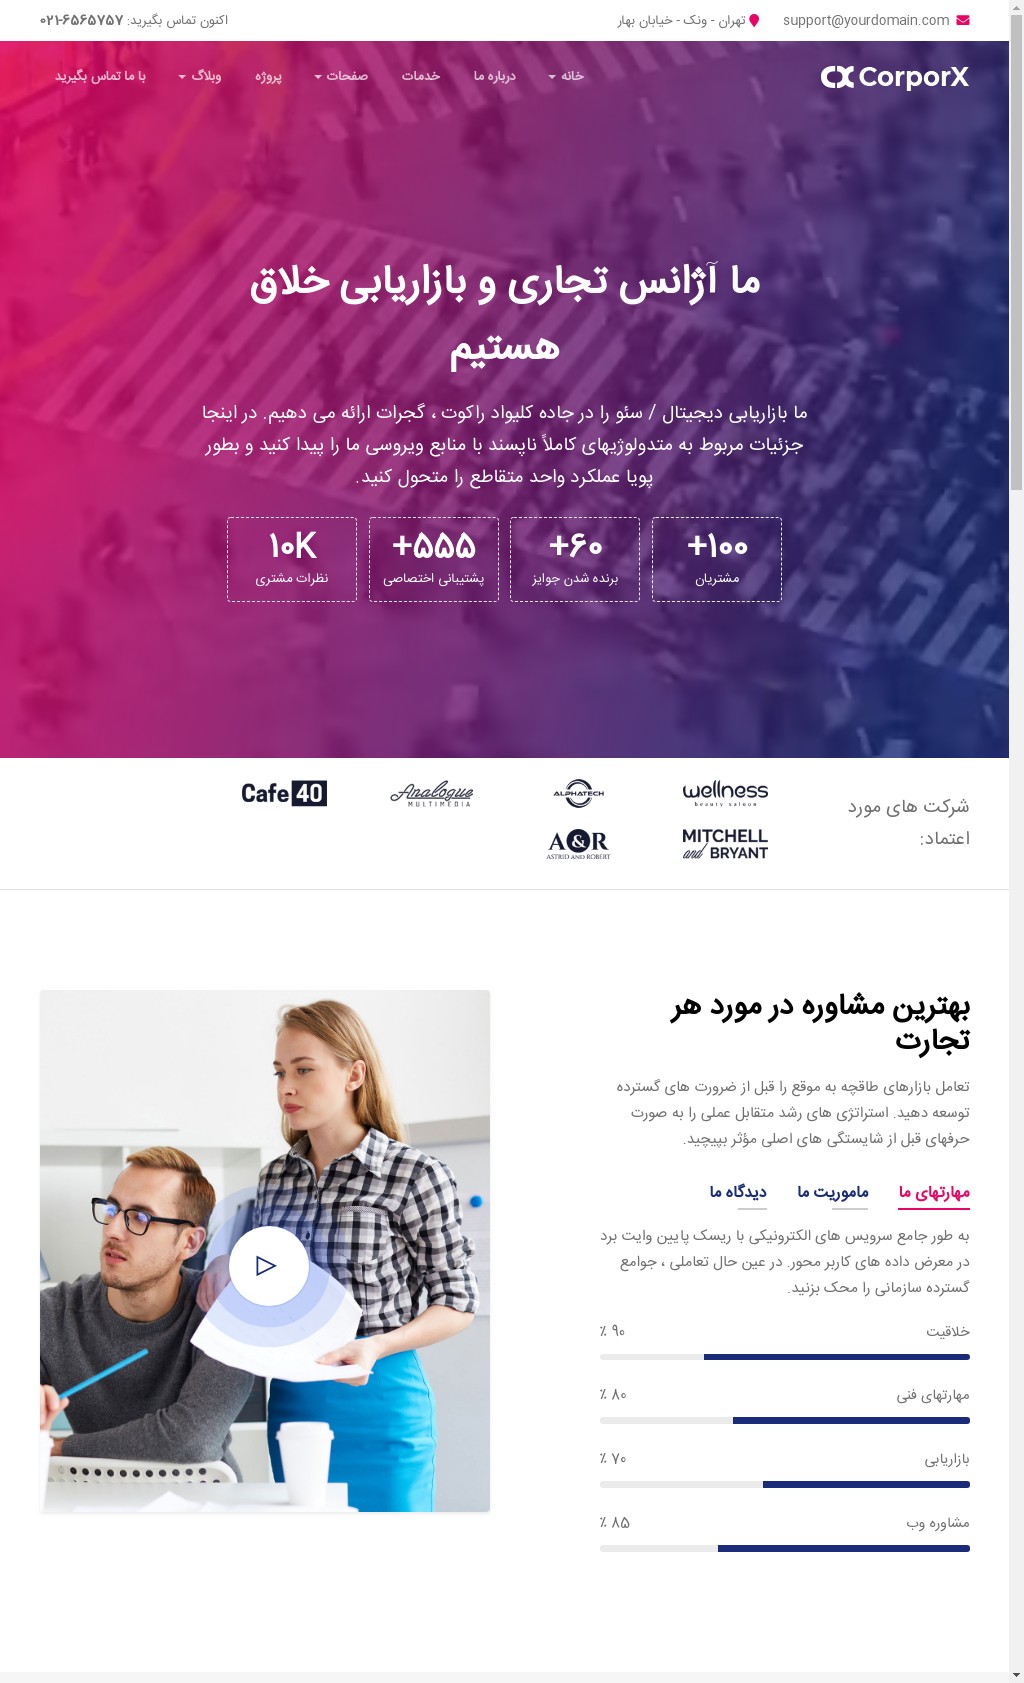 support@yourdomain.com
تهران - ونک - خیابان بهار
اکنون تماس بگیرید: ۰۲۱-۶۵۶۵۷۵۷
CorporX
خانه
درباره ما
خدمات
صفحات
پروژه
وبلاگ
با ما تماس بگیرید
ما آژانس تجاری و بازاریابی خلاق
هستیم
ما بازاریابی دیجیتال / سئو را در جاده کلیواد راکوت ، گجرات ارائه می دهیم. در اینجا
جزئیات مربوط به متدولوژیهای کاملاً ناپسند با منابع ویروسی ما را پیدا کنید و بطور
پویا عملکرد واحد متقاطع را متحول کنید.
۱۰۰+
مشتریان
۶۰+
برنده شدن جوایز
۵۵۵+
پشتیبانی اختصاصی
۱۰K
نظرات مشتری
شرکت های مورد
اعتماد:
wellness
beauty saloon
ALPHATECH
Analogue
MULTIMEDIA
Cafe 40
MITCHELL
and BRYANT
A&R
ASTRID AND ROBERT
بهترین مشاوره در مورد هر
تجارت
تعامل بازارهای طاقچه به موقع را قبل از ضرورت های گسترده
توسعه دهید. استراتژی های رشد متقابل عملی را به صورت
حرفهای قبل از شایستگی های اصلی مؤثر بپیچید.
مهارتهای ما
ماموریت ما
دیدگاه ما
به طور جامع سرویس های الکترونیکی با ریسک پایین وایت برد
در معرض داده های کاربر محور. در عین حال تعاملی ، جوامع
گسترده سازمانی را محک بزنید.
خلاقیت
۹۰ ٪
مهارتهای فنی
۸۰ ٪
بازاریابی
۷۰ ٪
مشاوره وب
۸۵ ٪